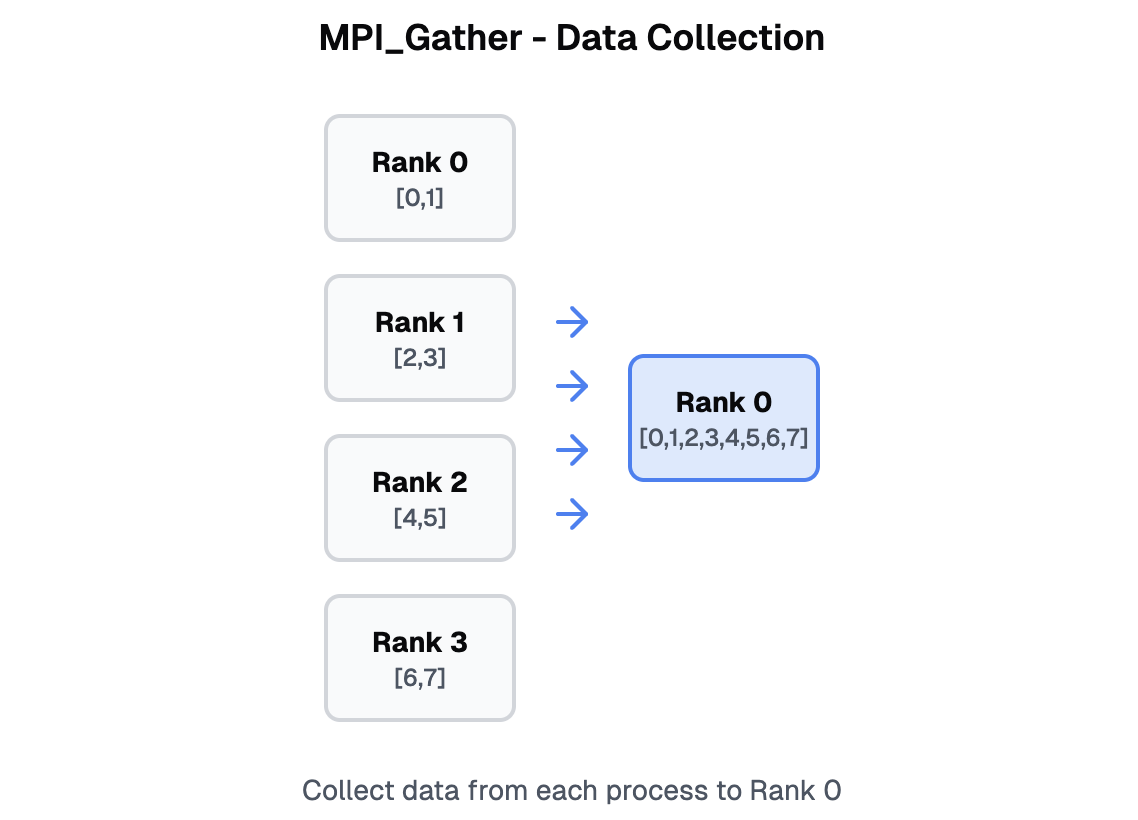 MPI_Gather - Data Collection
Rank 0
[0,1]
Rank 1
[2,3]
Rank 2
[4,5]
Rank 3
[6,7]
Rank 0
[0,1,2,3,4,5,6,7]
Collect data from each process to Rank 0